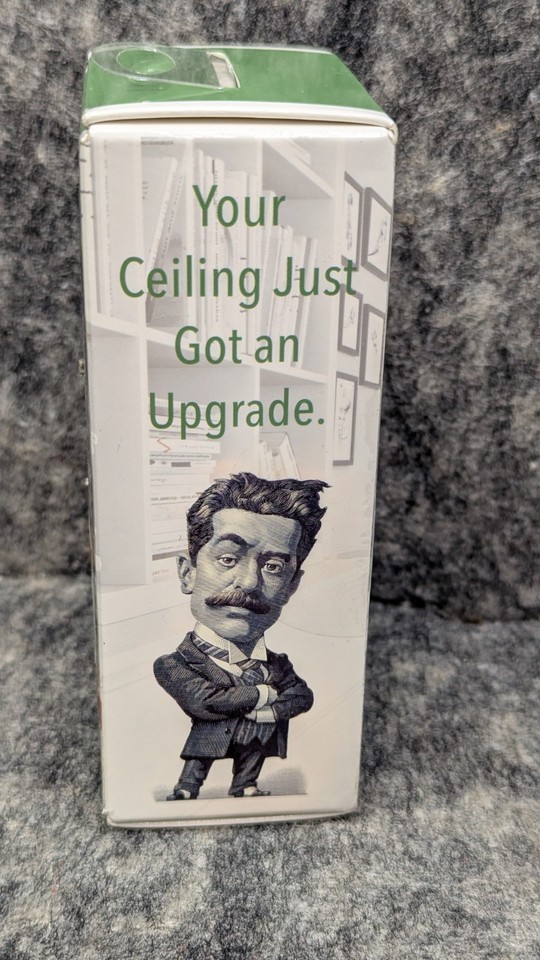 Your
Ceiling Just
Got an
Upgrade.